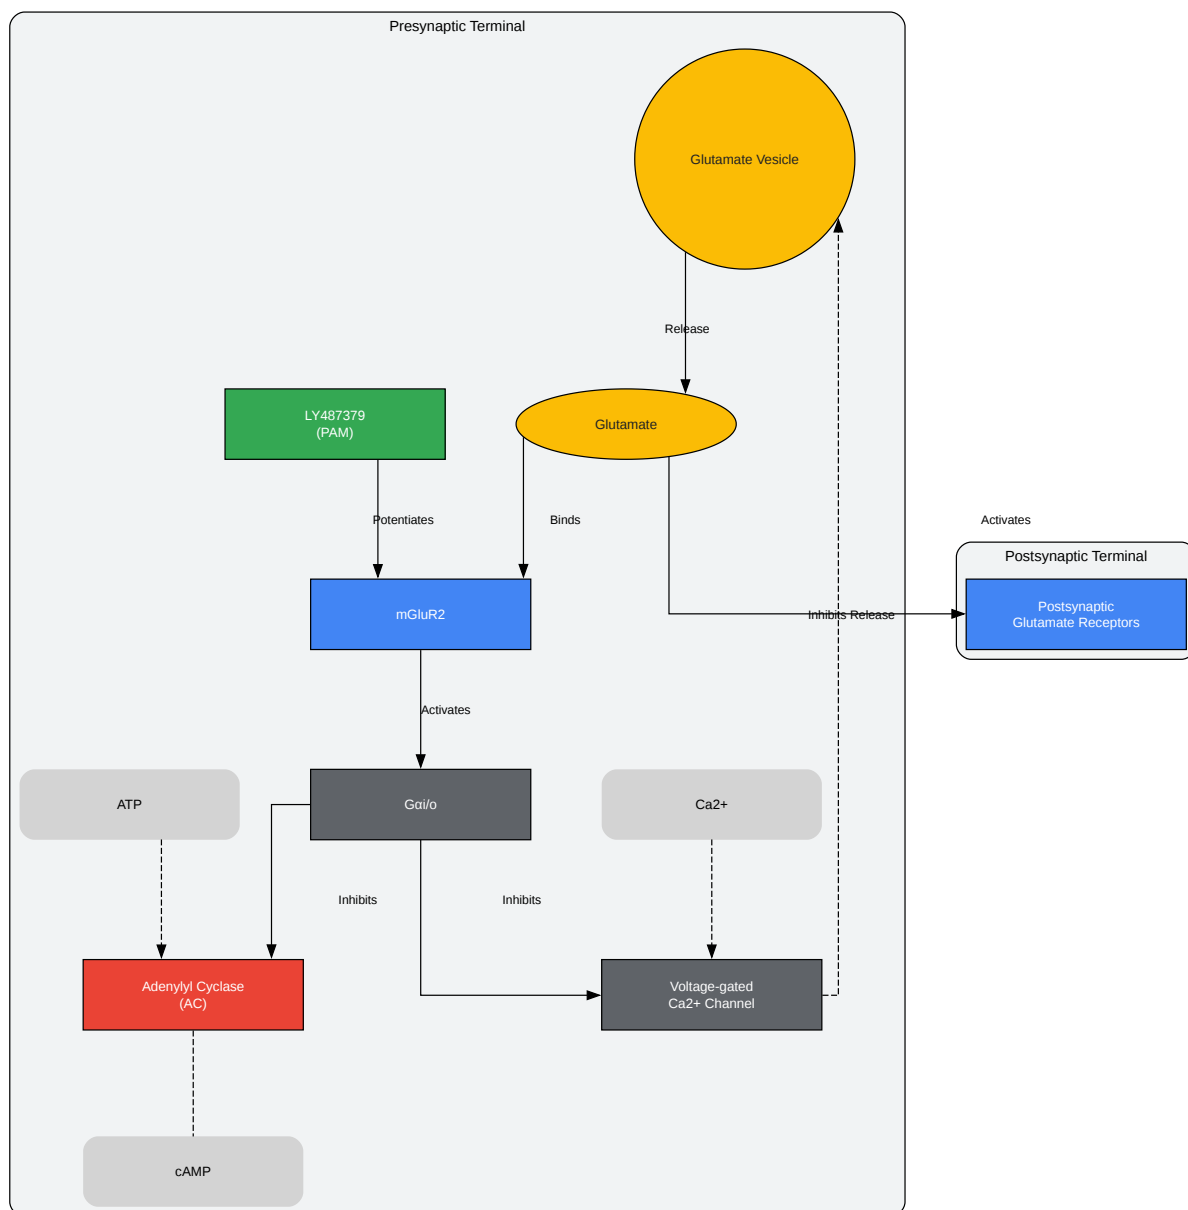 Presynaptic Terminal
Glutamate Vesicle
Release
LY487379
(PAM)
Glutamate
Potentiates
Binds
Activates
Postsynaptic Terminal
mGluR2
Inhibits Release
Postsynaptic
Glutamate Receptors
Activates
ATP
Gαi/o
Ca2+
Inhibits
Inhibits
Adenylyl Cyclase
(AC)
Voltage-gated
Ca2+ Channel
cAMP